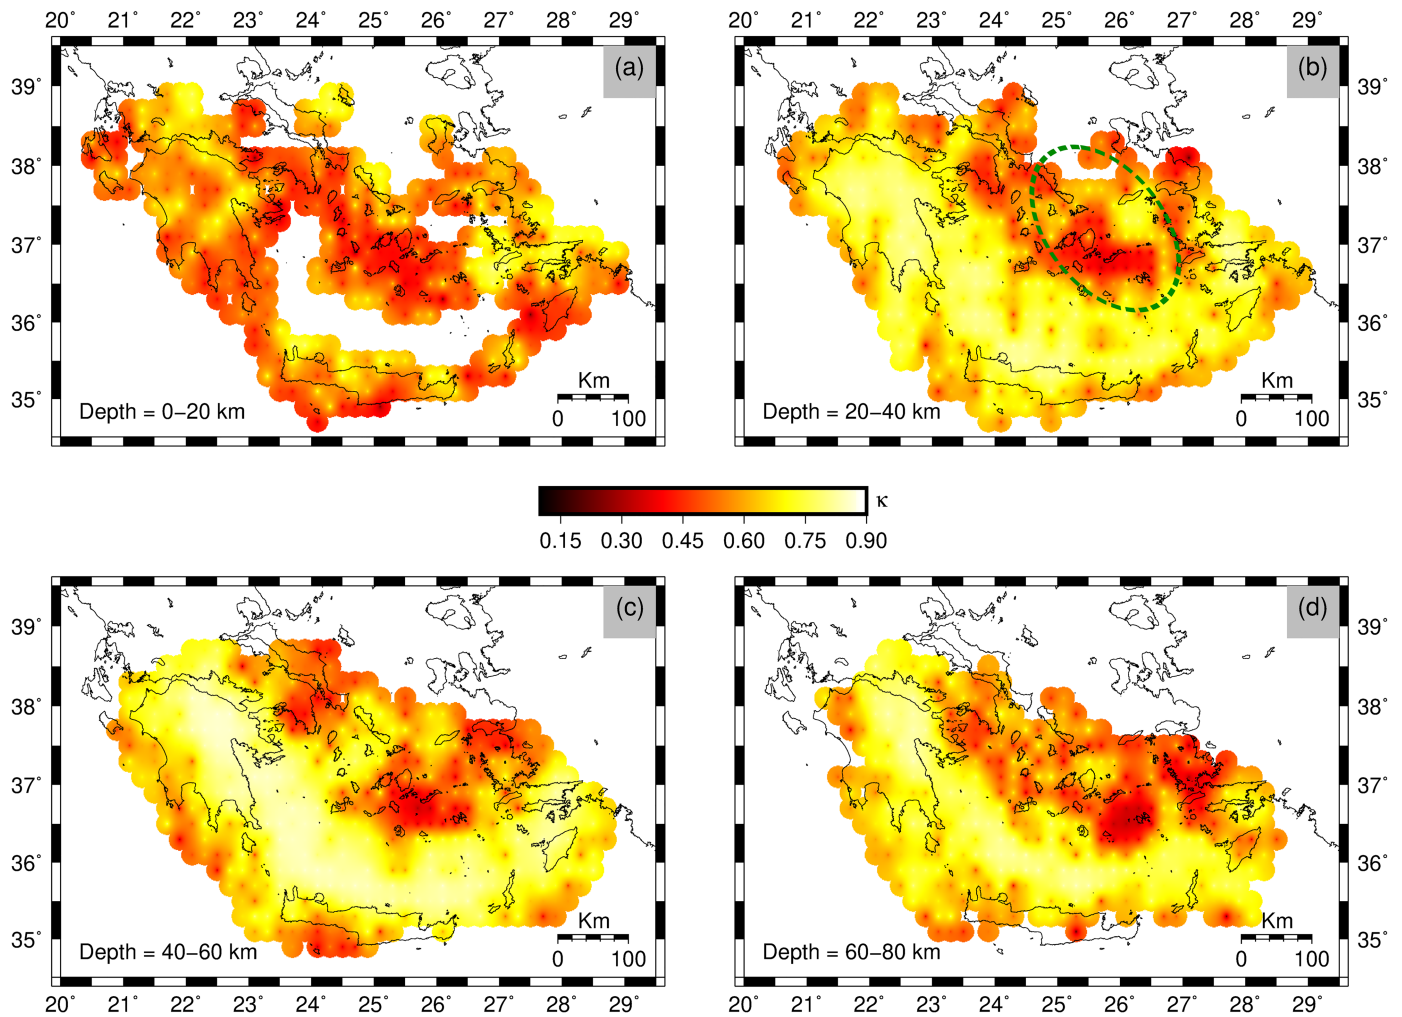 20° 21° 22° 23° 24° 25° 26° 27° 28° 29° 20° 21° 22° 23° 24° 25° 26° 27° 28° 29°
(a) (b)
39° 39°
38° 38°
37° 37°
36° 36°
Km Km
35° Depth = 0–20 km 0 100 Depth = 20–40 km 0 100 35°
κ
0.15 0.30 0.45 0.60 0.75 0.90
(c) (d)
39° 39°
38° 38°
37° 37°
36° 36°
Km Km
35° Depth = 40–60 km 0 100 Depth = 60–80 km 0 100 35°
20° 21° 22° 23° 24° 25° 26° 27° 28° 29° 20° 21° 22° 23° 24° 25° 26° 27° 28° 29°